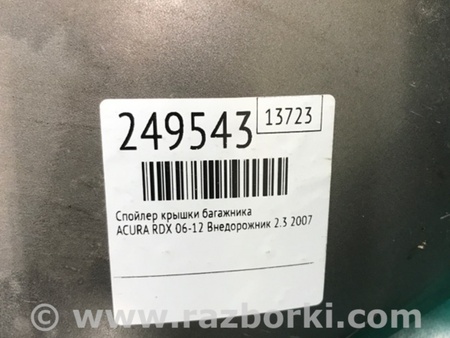 249543
13723
Спойлер крышки багажника
ACURA RDX 06-12 Внедорожник 2.3 2007
www.razborki.com